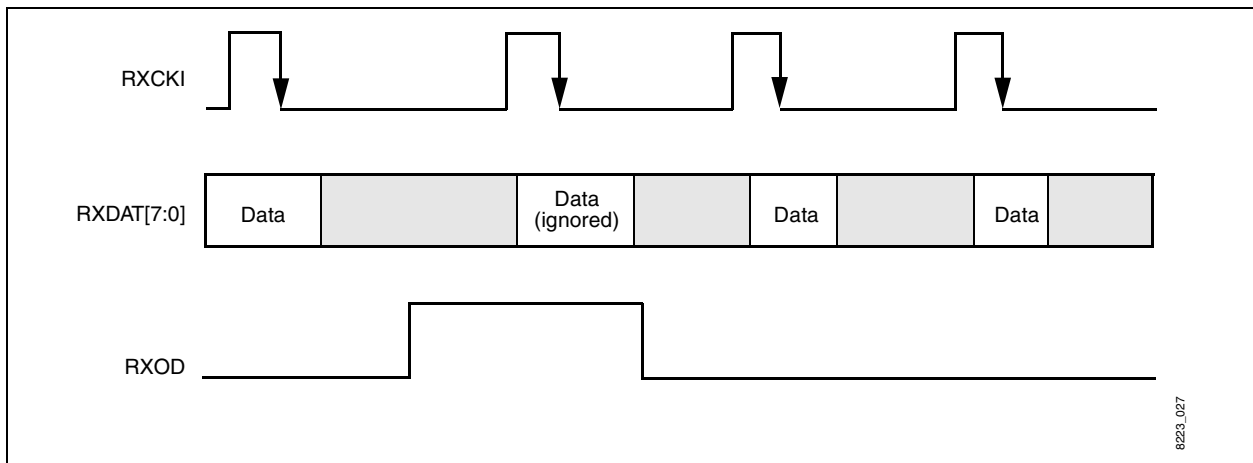 RXCKI
RXDAT[7:0]
Data
Data
(ignored)
Data
Data
RXOD
8223_027